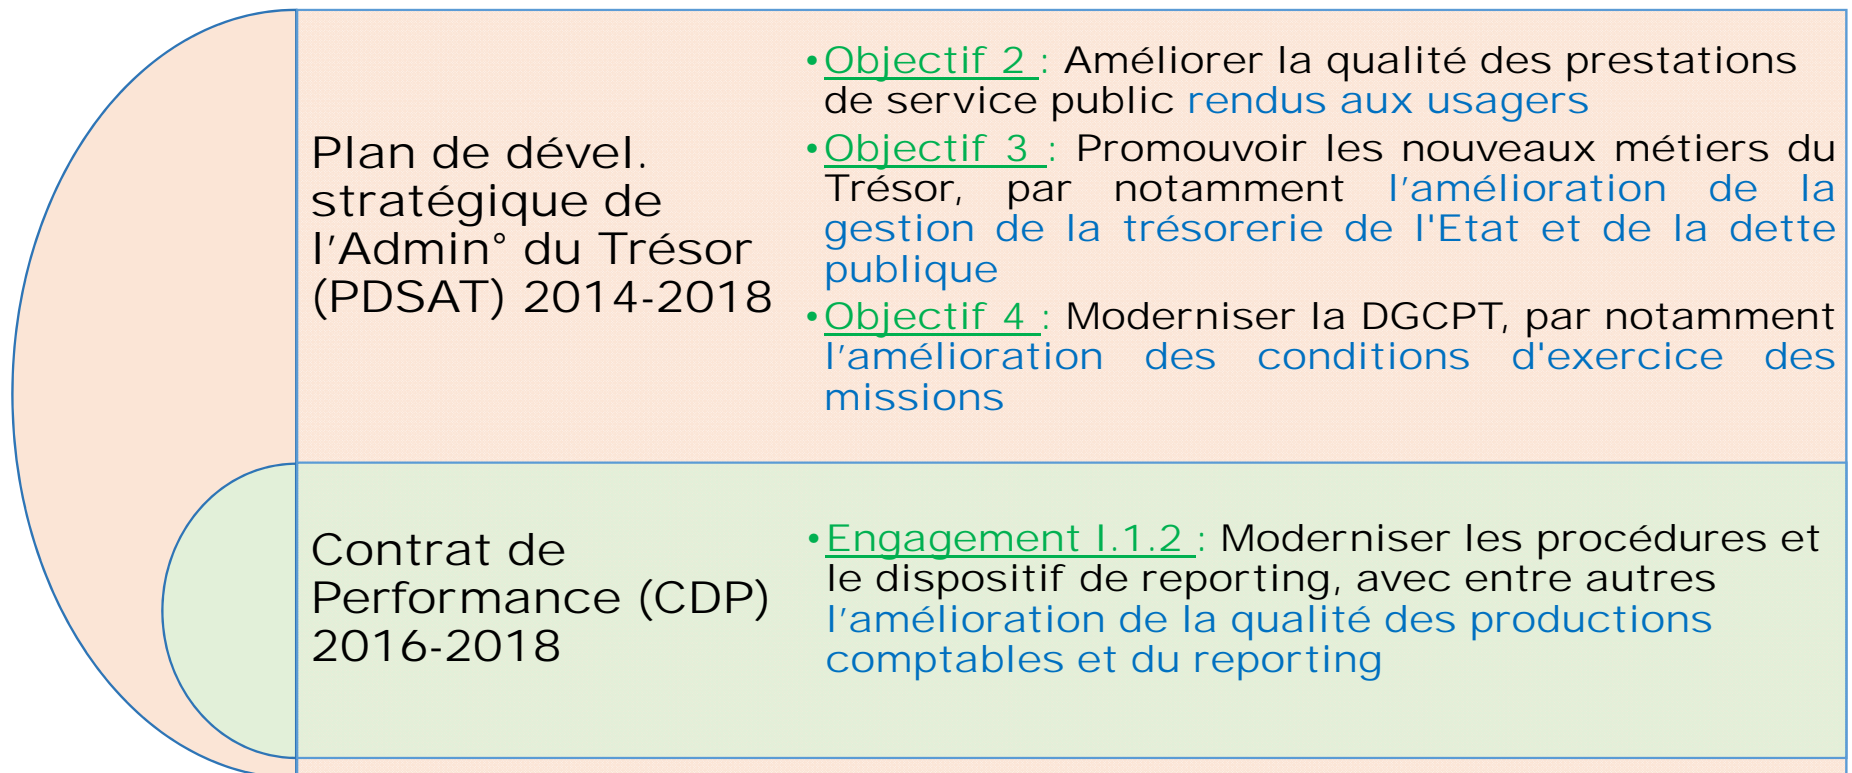 Plan de dével.
stratégique de
l’Admin° du Trésor
(PDSAT) 2014-2018
•Objectif 2 : Améliorer la qualité des prestations
de service public rendus aux usagers
•Objectif 3 : Promouvoir les nouveaux métiers du
Trésor, par notamment l’amélioration de la
gestion de la trésorerie de l'Etat et de la dette
publique
•Objectif 4 : Moderniser la DGCPT, par notamment
l’amélioration des conditions d'exercice des
missions
Contrat de
Performance (CDP)
2016-2018
•Engagement I.1.2 : Moderniser les procédures et
le dispositif de reporting, avec entre autres
l’amélioration de la qualité des productions
comptables et du reporting